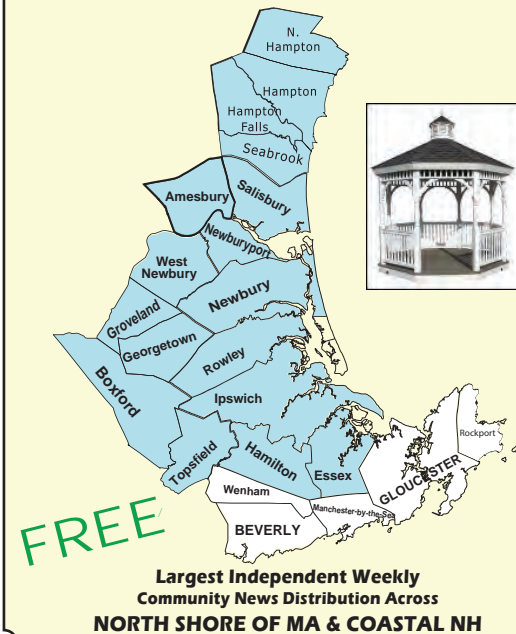 N.
Hampton
Hampton
Hampton
Falls
Seabrook
Amesbury
Salisbury
Newburyport
West
Newbury
Newbury
Groveland
Georgetown
Rowley
Boxford
Ipswich
Topsfield
Hamilton
Essex
GLOUCESTER
Rockport
Wenham
Manchester-by-the-Sea
BEVERLY
FREE
Largest Independent Weekly
Community News Distribution Across
NORTH SHORE OF MA & COASTAL NH